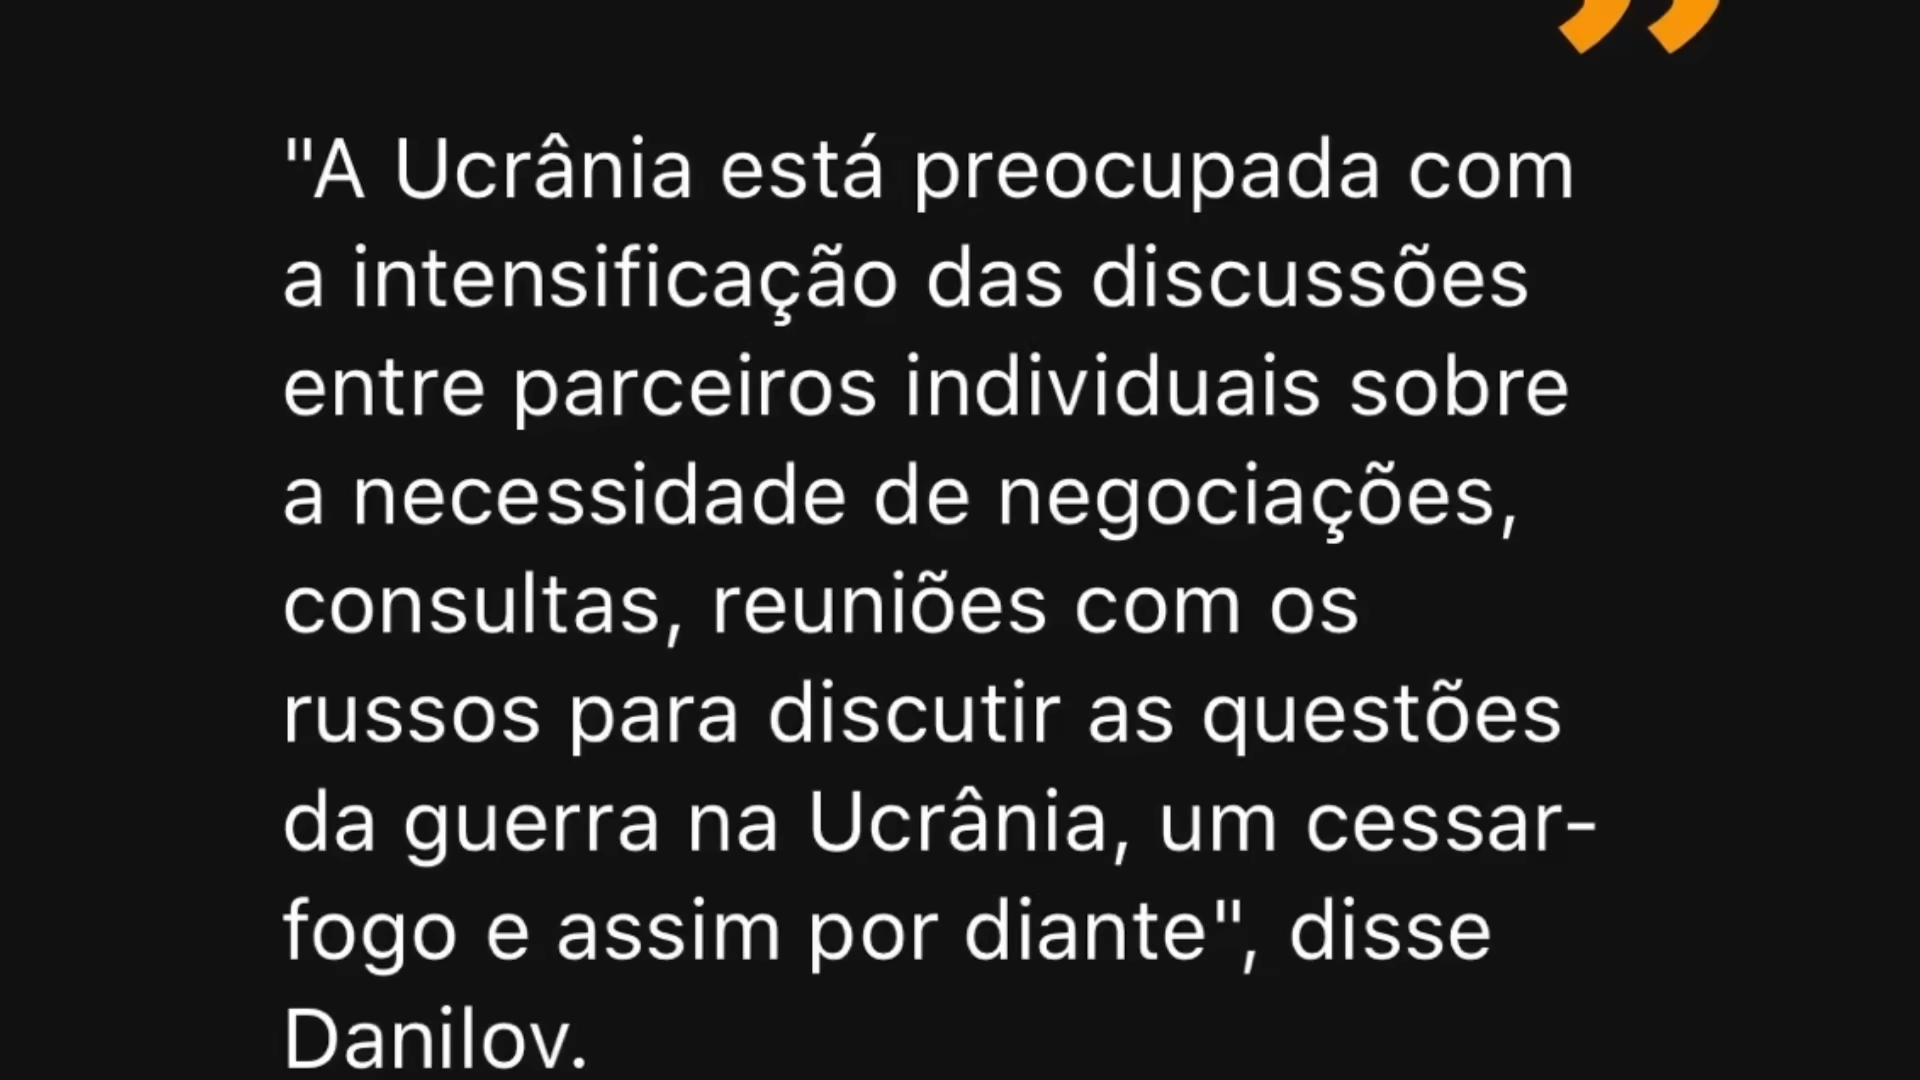 "A Ucrânia está preocupada com
a intensificação das discussões
entre parceiros individuais sobre
a necessidade de negociações,
consultas, reuniões com os
russos para discutir as questões
da guerra na Ucrânia, um cessar-
fogo e assim por diante", disse
Danilov.